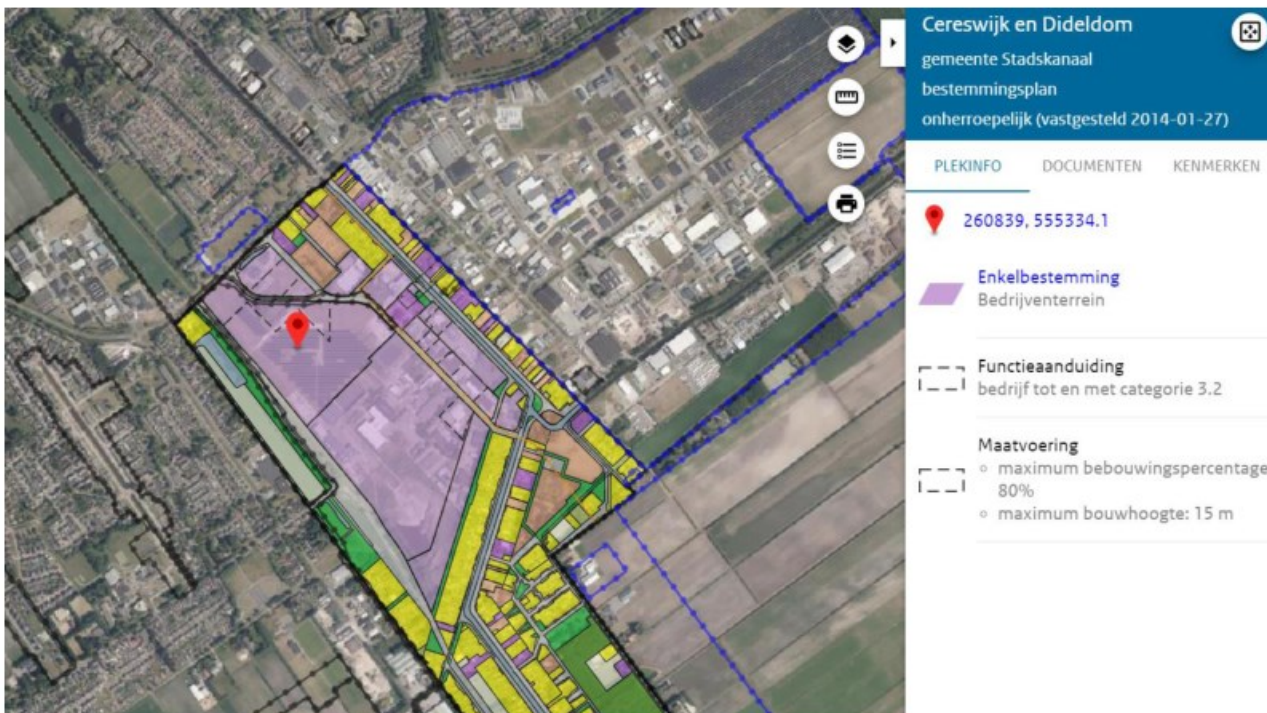 Cereswijk en Dideldom
gemeente Stadskanaal
bestemmingsplan
onherroepelijk (vastgesteld 2014-01-27)
PLEKINFO DOCUMENTEN KENMERKEN
260839, 555334.1
Enkelbestemming
Bedrijventerrein
Functieaanduiding
bedrijf tot en met categorie 3.2
Maatvoering
maximum bebouwingspercentage
80%
maximum bouwhoogte: 15 m